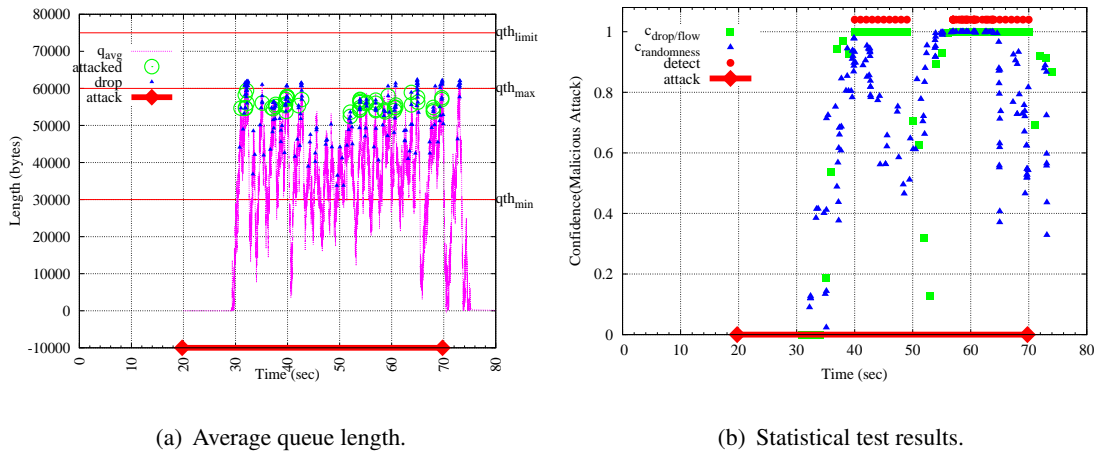 80000
70000
60000
50000
40000
30000
20000
10000
0
-10000
Length (bytes)
qth_limit
qth_max
qth_min
q_avg
attacked
drop
attack
0
10
20
30
40
50
60
70
80
Time (sec)
(a) Average queue length.
1
0.8
0.6
0.4
0.2
0
Confidence(Malicious Attack)
c_drop/flow
c_randomness
detect
attack
0
10
20
30
40
50
60
70
80
Time (sec)
(b) Statistical test results.